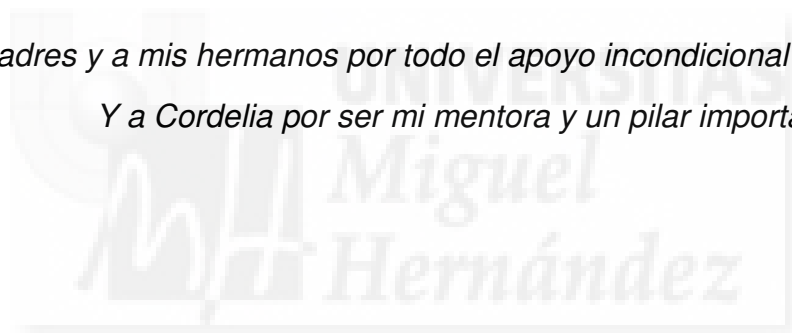 adres y a mis hermanos por todo el apoyo incondicional
Y a Cordelia por ser mi mentora y un pilar importa
UNIVERSITAS
Miguel
Hernández